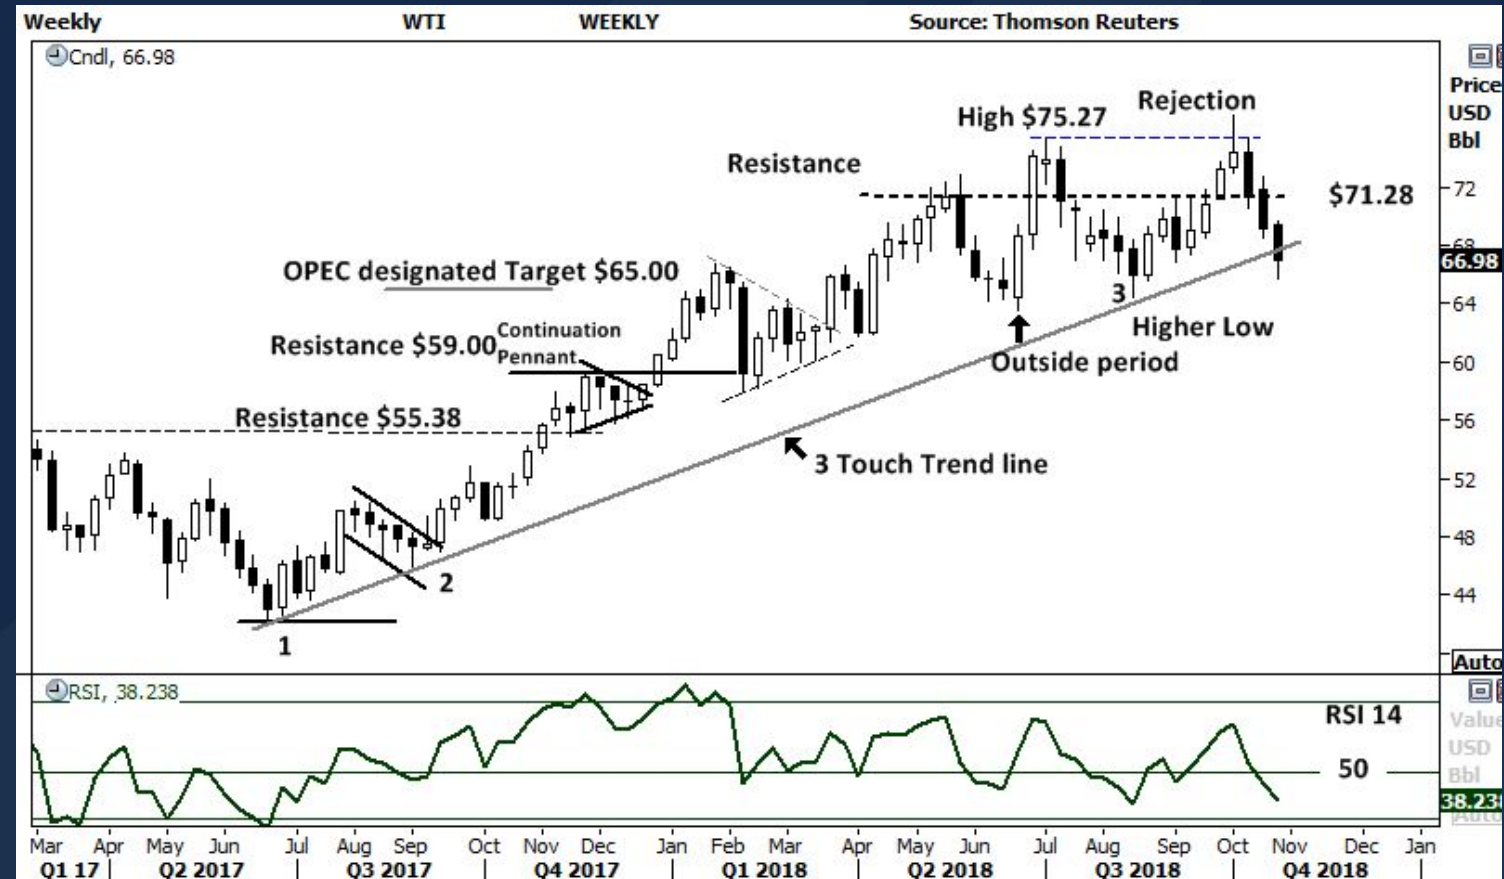 Weekly WTI WEEKLY Source: Thomson Reuters
Cndl, 66.98
Price
USD
Bbl
Rejection
High $75.27
Resistance
72
$71.28
68
66.98
OPEC designated Target $65.00
64
3
Higher Low
Continuation
Pennant
Resistance $59.00
60
Outside period
Resistance $55.38
56
3 Touch Trend line
52
48
2
44
1
Auto
RSI, 38.238
RSI 14
Value
USD
50
Bbl
38.238
Auto
Mar Apr May Jun Jul Aug Sep Oct Nov Dec Jan Feb Mar Apr May Jun Jul Aug Sep Oct Nov Dec Jan
Q1 17 Q2 2017 Q3 2017 Q4 2017 Q1 2018 Q2 2018 Q3 2018 Q4 2018